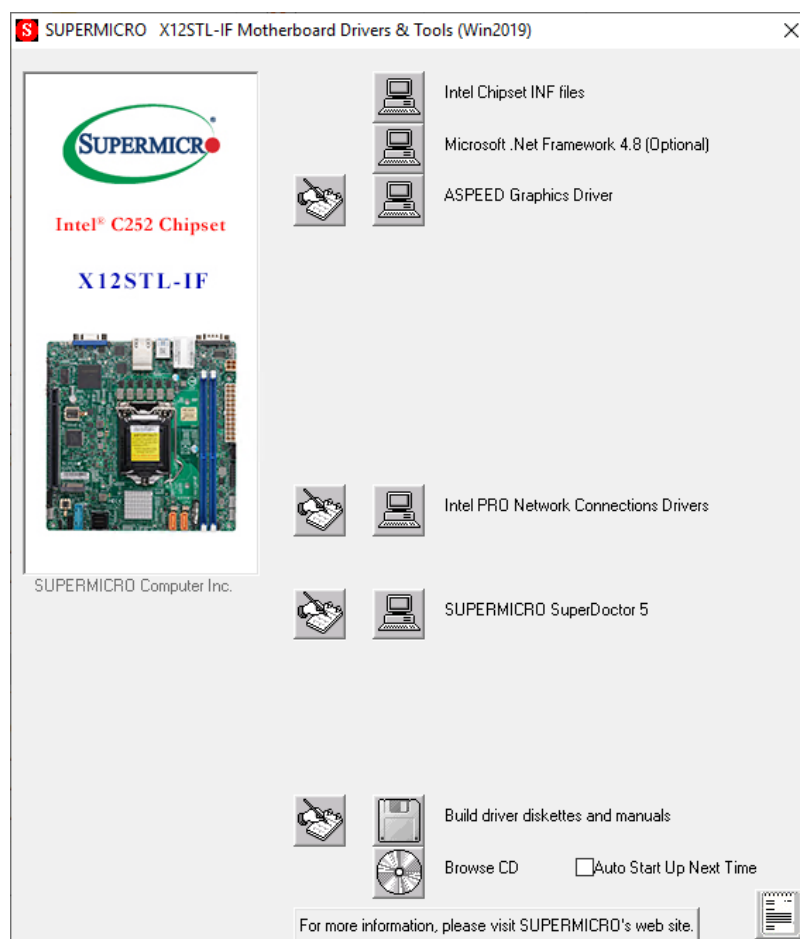 S SUPERMICRO X12STL-IF Motherboard Drivers & Tools (Win2019)
SUPERMICR
Intel® C252 Chipset
X12STL-IF
SUPERMICRO Computer Inc.
Intel Chipset INF files
Microsoft .Net Framework 4.8 (Optional)
ASPEED Graphics Driver
Intel PRO Network Connections Drivers
SUPERMICRO SuperDoctor 5
Build driver diskettes and manuals
Browse CD
Auto Start Up Next Time
For more information, please visit SUPERMICRO's web site.